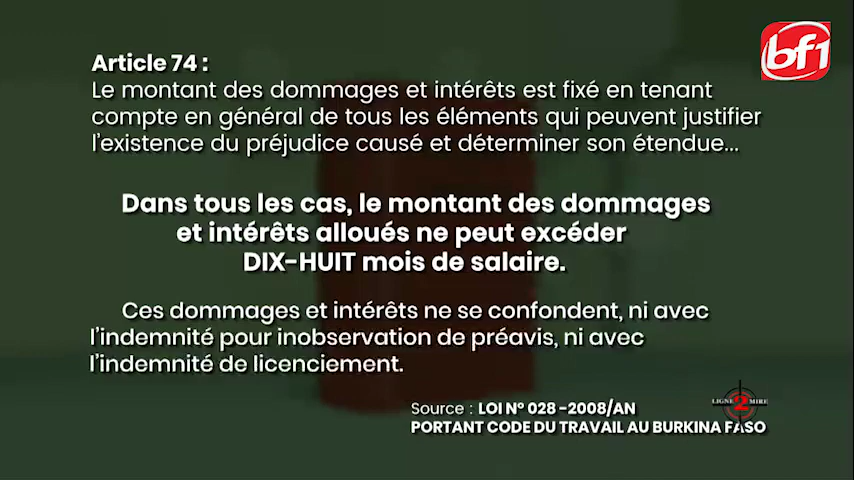 bf1
Article 74 :
Le montant des dommages et intérêts est fixé en tenant
compte en général de tous les éléments qui peuvent justifier
l’existence du préjudice causé et déterminer son étendue...
Dans tous les cas, le montant des dommages
et intérêts alloués ne peut excéder
DIX-HUIT mois de salaire.
Ces dommages et intérêts ne se confondent, ni avec
l’indemnité pour inobservation de préavis, ni avec
l’indemnité de licenciement.
LIGNE 2 MIRE
Source : LOI N° 028 -2008/AN
PORTANT CODE DU TRAVAIL AU BURKINA FASO